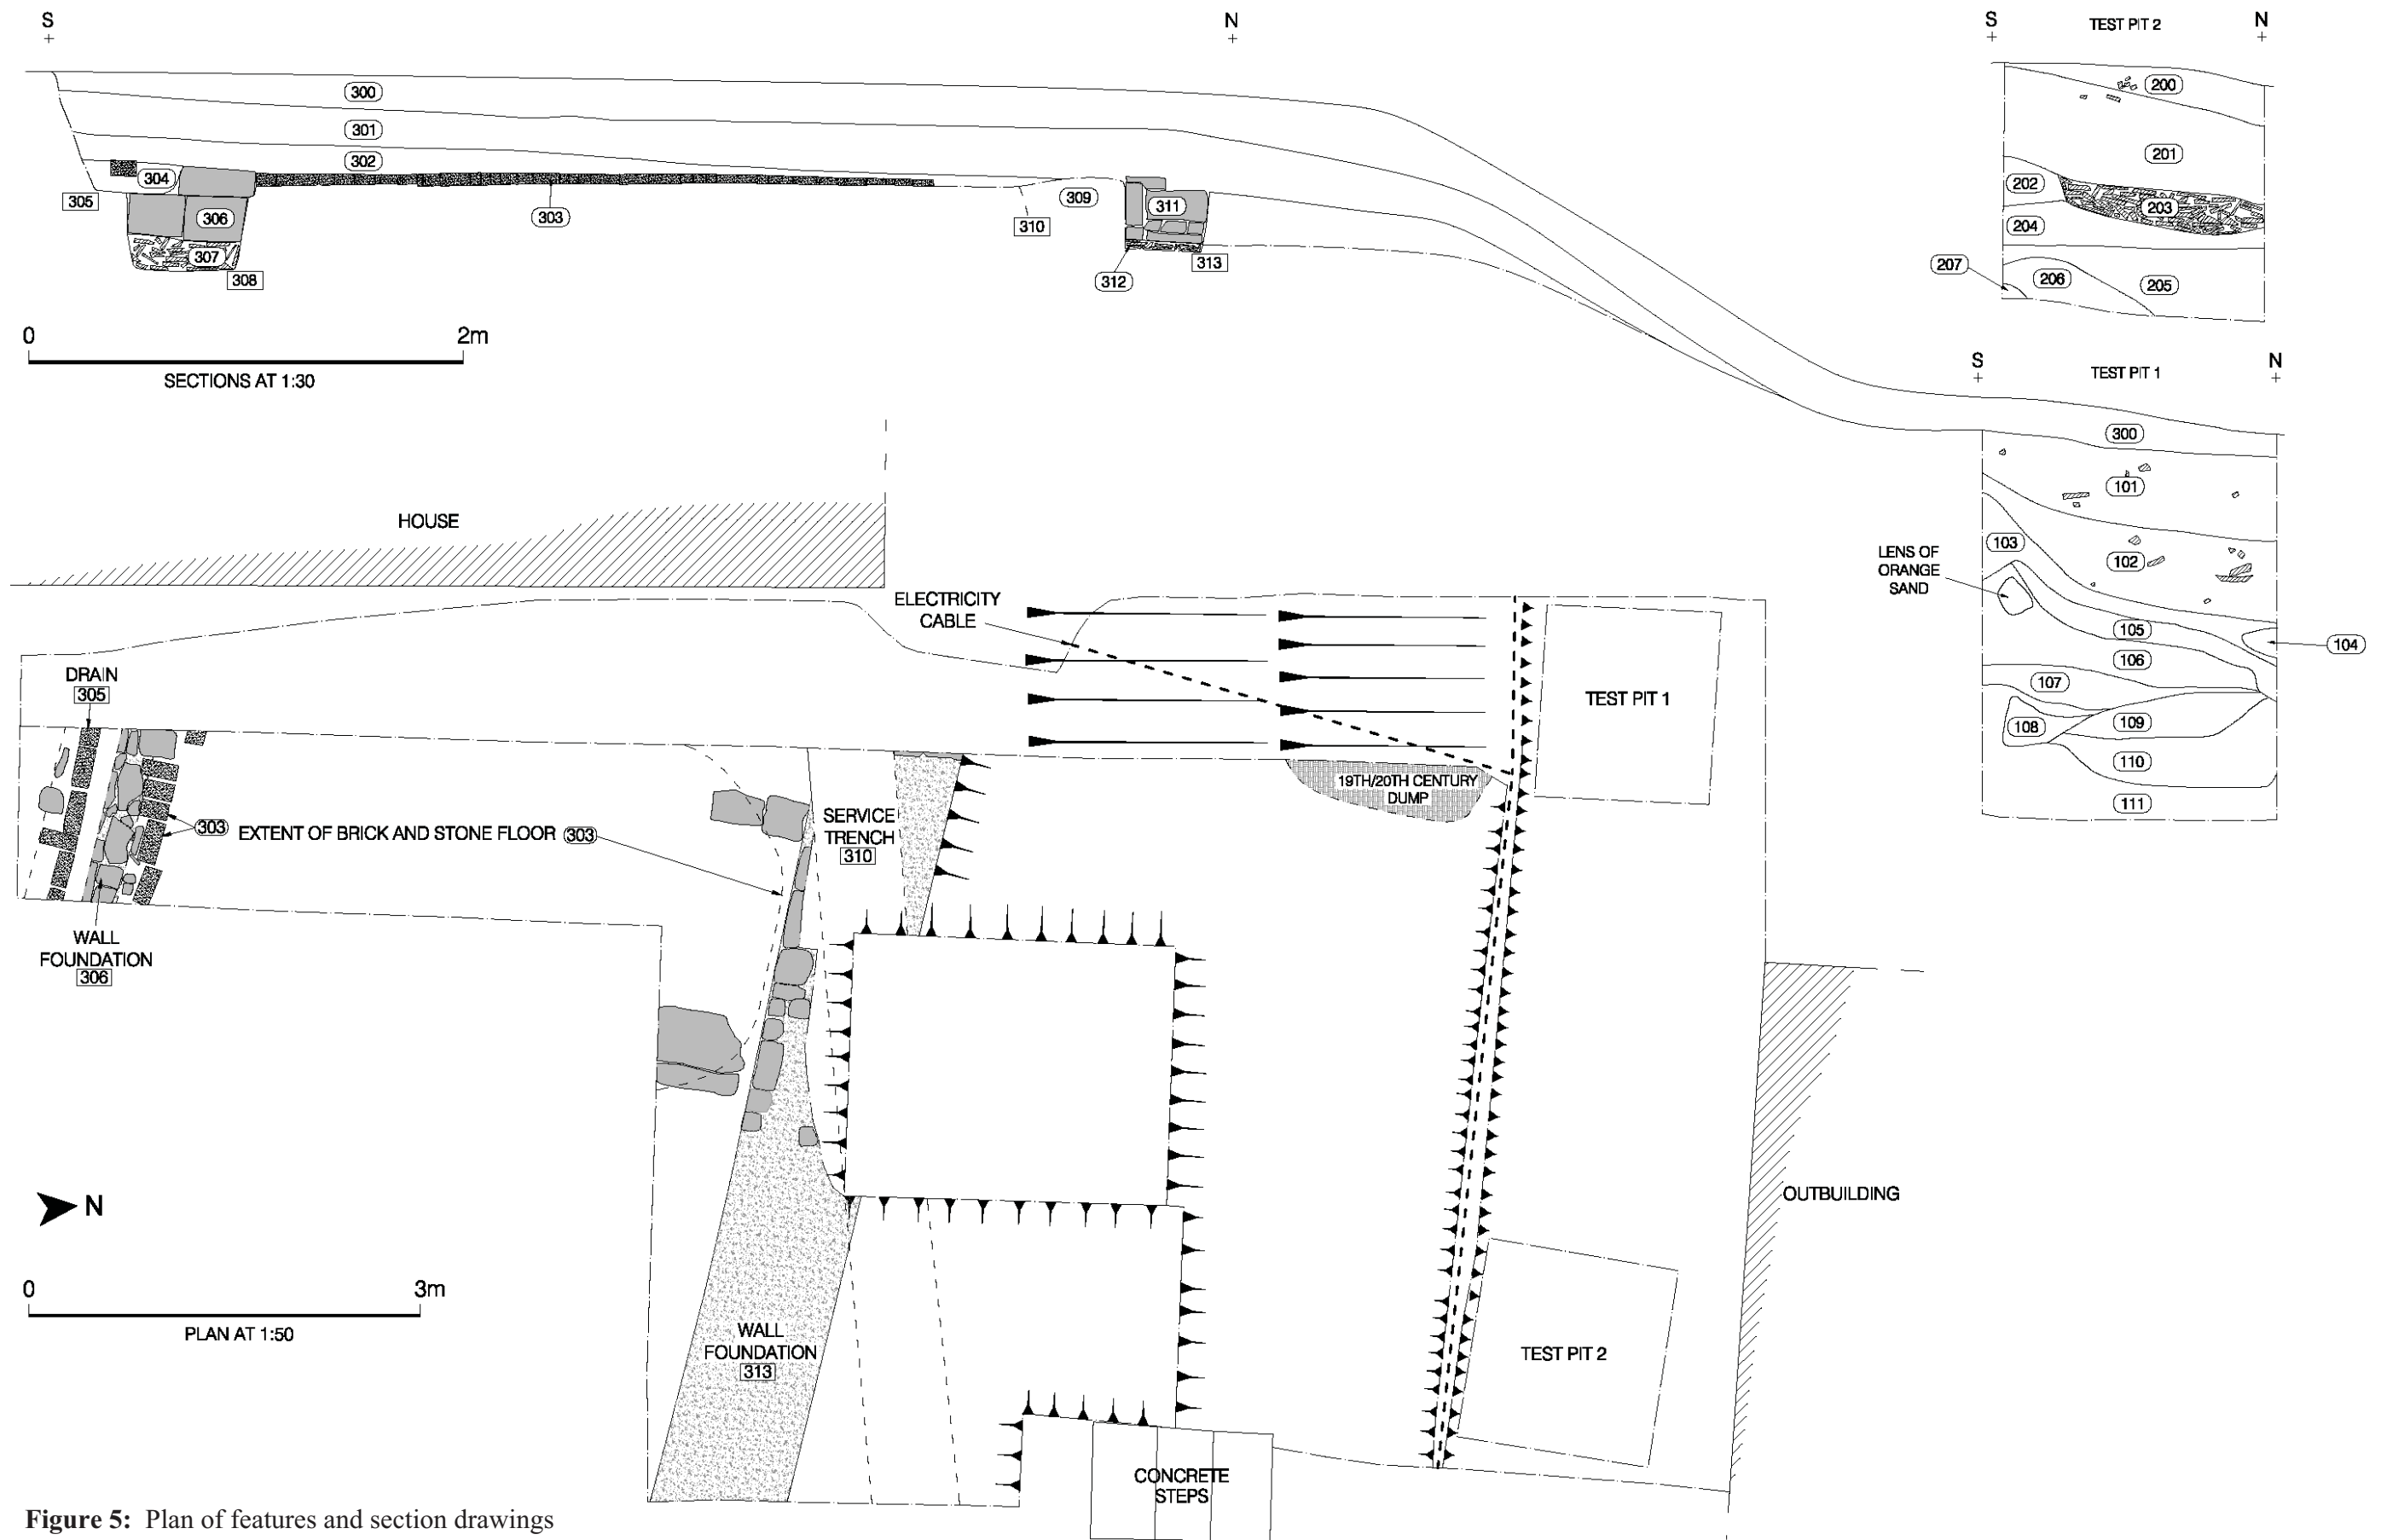 S
N
300
301
302
304
305
306
307
308
303
309
310
311
312
313
0 2m
SECTIONS AT 1:30
S TEST PIT 2 N
200
201
202
203
204
207
206
205
S TEST PIT 1 N
300
101
102
103
LENS OF
ORANGE
SAND
105
104
106
107
108
109
110
111
HOUSE
ELECTRICITY
CABLE
DRAIN
305
TEST PIT 1
19TH/20TH CENTURY
DUMP
SERVICE
TRENCH
310
303
EXTENT OF BRICK AND STONE FLOOR 303
WALL
FOUNDATION
306
N
OUTBUILDING
0 3m
PLAN AT 1:50
WALL
FOUNDATION
313
TEST PIT 2
CONCRETE
STEPS
Figure 5: Plan of features and section drawings